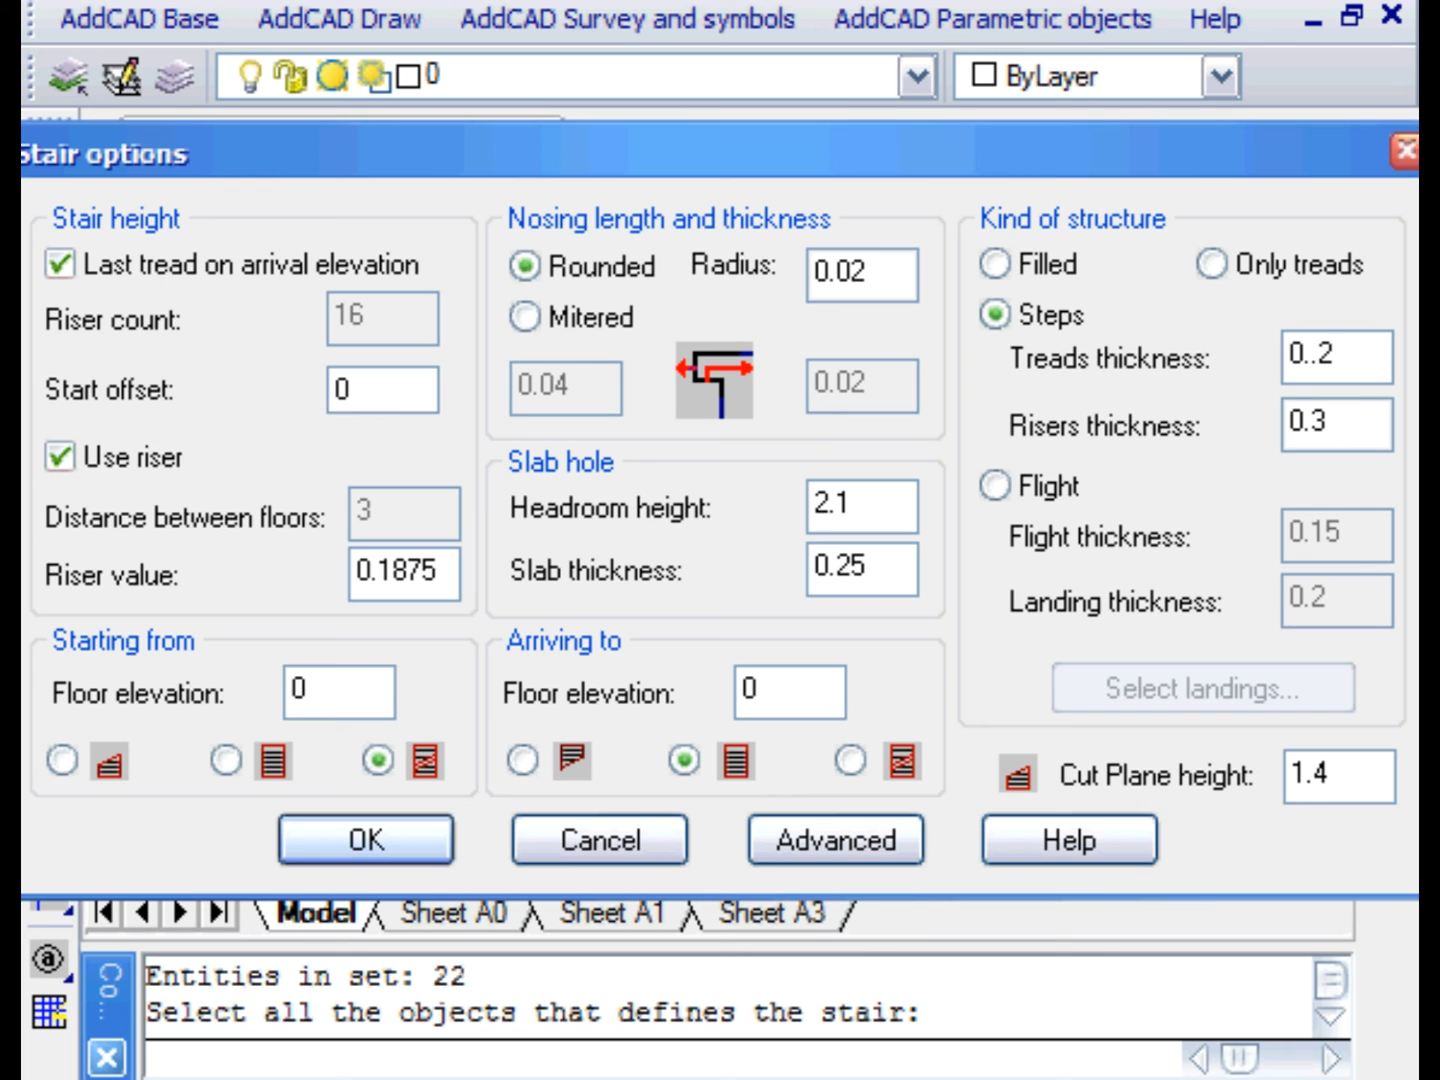 AddCAD Base AddCAD Draw AddCAD Survey and symbols AddCAD Parametric objects Help
0 ByLayer
Stair options
Stair height
Last tread on arrival elevation
Riser count: 16
Start offset: 0
Use riser
Distance between floors: 3
Riser value: 0.1875
Nosing length and thickness
Rounded Radius: 0.02
Mitered
0.04 0.02
Slab hole
Headroom height: 2.1
Slab thickness: 0.25
Kind of structure
Filled Only treads
Steps
Treads thickness: 0..2
Risers thickness: 0.3
Flight
Flight thickness: 0.15
Landing thickness: 0.2
Select landings...
Starting from
Floor elevation: 0
Arriving to
Floor elevation: 0
Cut Plane height: 1.4
OK Cancel Advanced Help
Model Sheet A0 Sheet A1 Sheet A3
Co...
Entities in set: 22
Select all the objects that defines the stair: